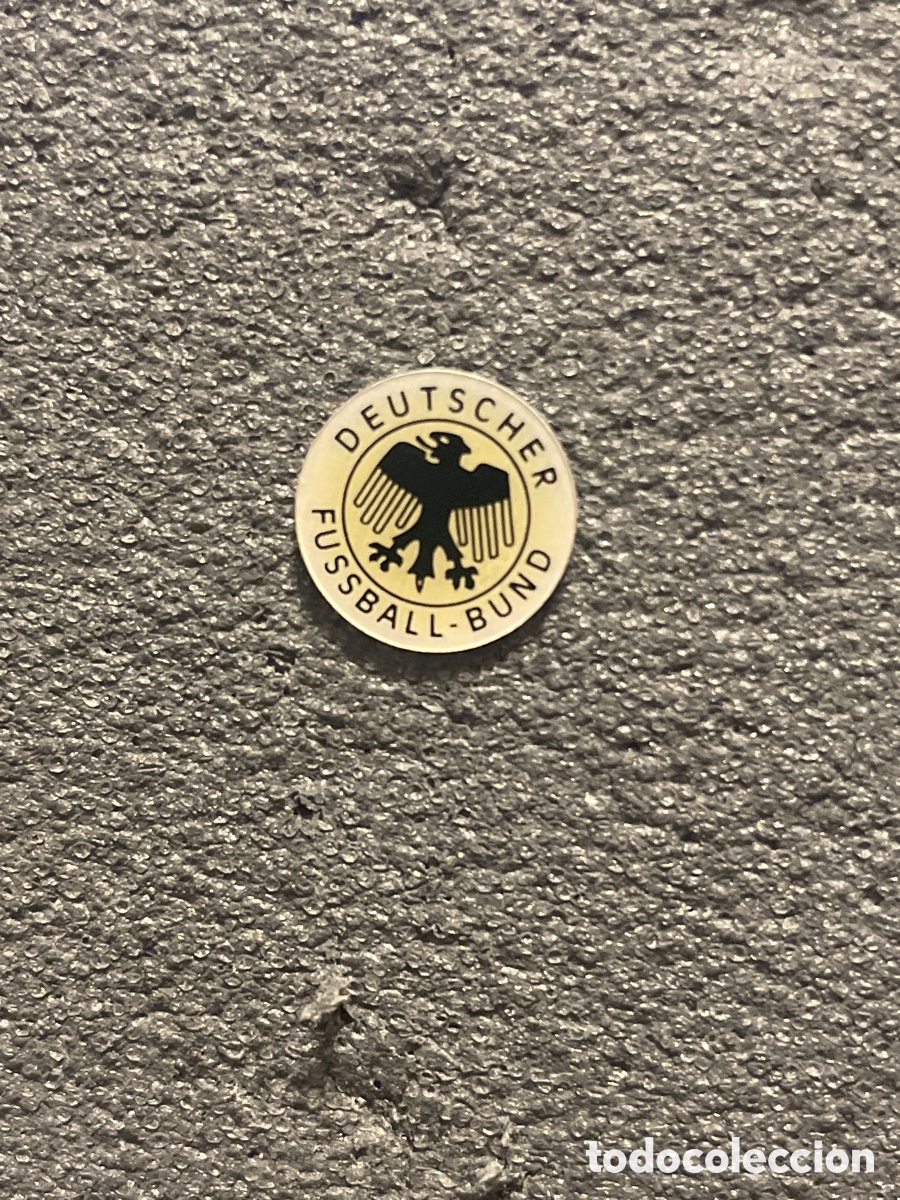 DEUTSCHER
FUSSBALL-BUND
todocoleccion